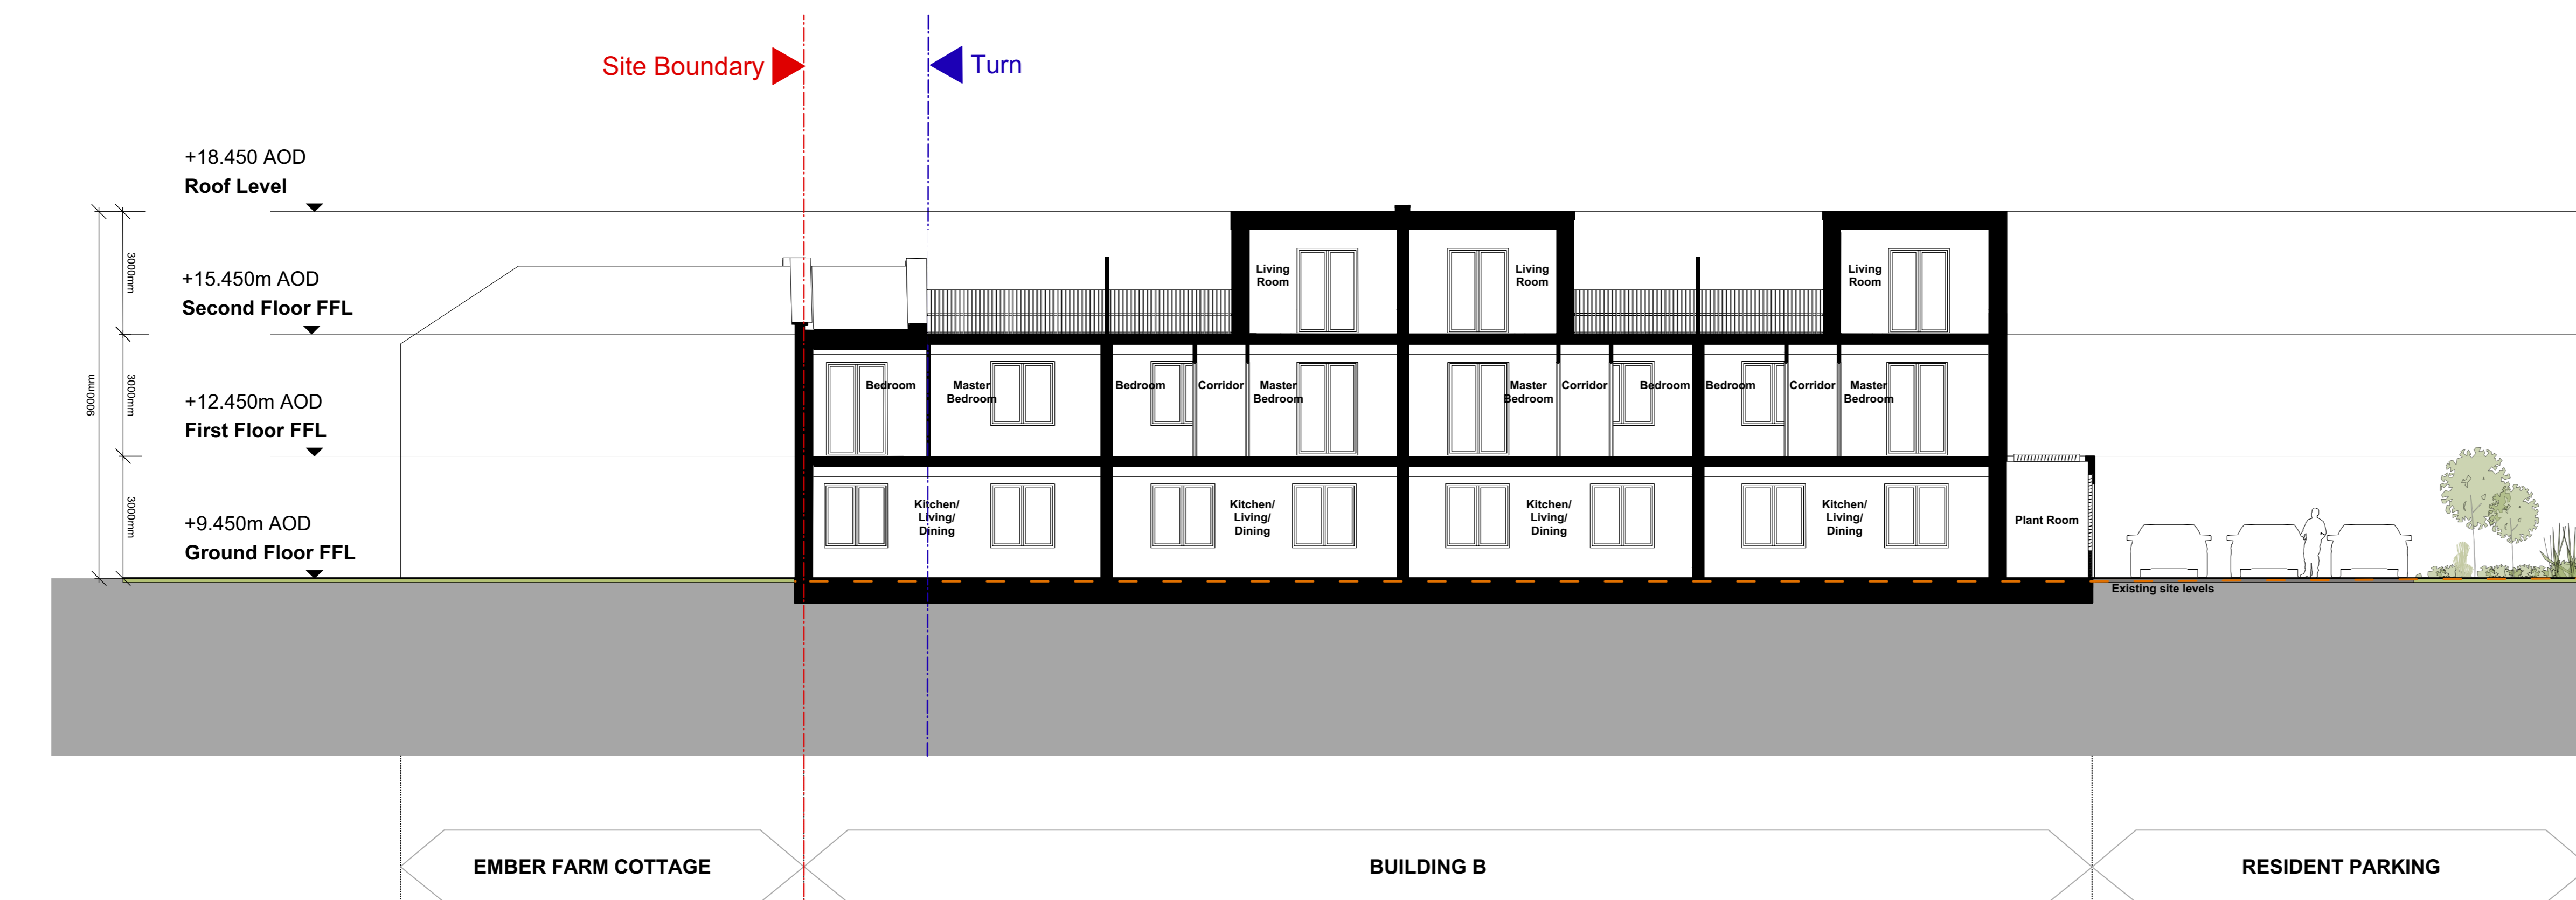 Site Boundary
Turn
+18.450 AOD
Roof Level
+15.450m AOD
Second Floor FFL
+12.450m AOD
First Floor FFL
+9.450m AOD
Ground Floor FFL
9000mm
3000mm
3000mm
3000mm
Living
Room
Living
Room
Living
Room
Bedroom
Master
Bedroom
Bedroom
Corridor
Master
Bedroom
Master
Bedroom
Corridor
Bedroom
Bedroom
Corridor
Master
Bedroom
Kitchen/
Living/
Dining
Kitchen/
Living/
Dining
Kitchen/
Living/
Dining
Kitchen/
Living/
Dining
Plant Room
Existing site levels
EMBER FARM COTTAGE
BUILDING B
RESIDENT PARKING